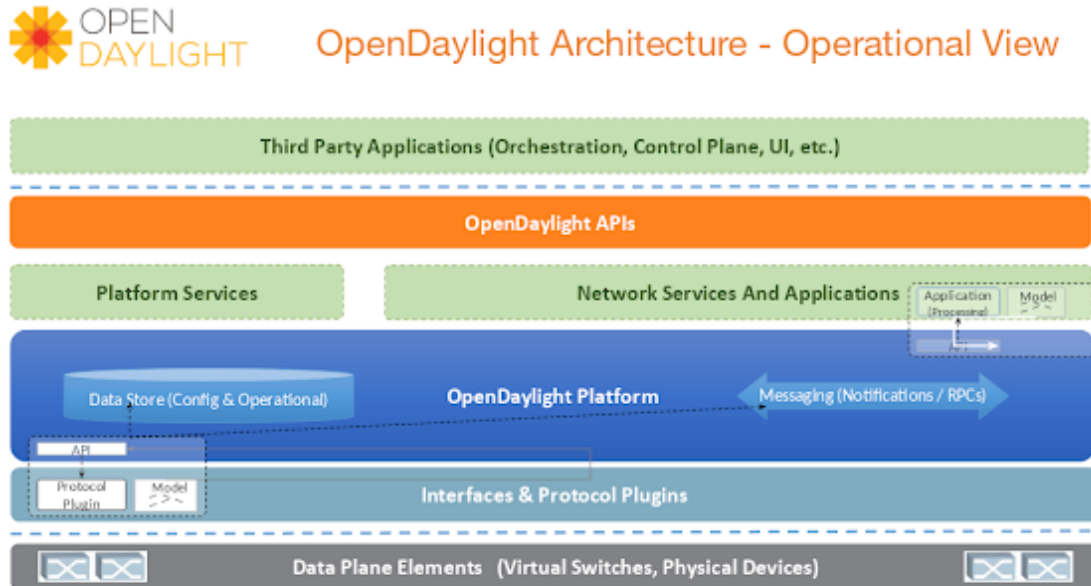 OPEN
DAYLIGHT
OpenDaylight Architecture - Operational View
Third Party Applications (Orchestration, Control Plane, UI, etc.)
OpenDaylight APIs
Platform Services
Network Services And Applications
Application
(Processing)
Model
Data Store (Config & Operational)
OpenDaylight Platform
Messaging (Notifications / RPCs)
API
Protocol
Plugin
Model
Interfaces & Protocol Plugins
Data Plane Elements (Virtual Switches, Physical Devices)